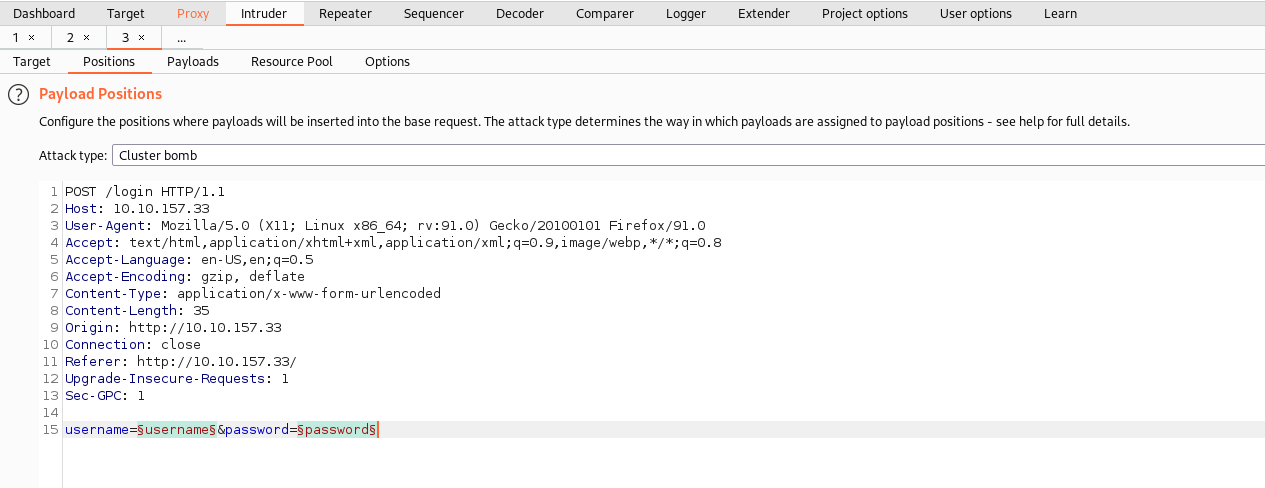 Dashboard Target Proxy Intruder Repeater Sequencer Decoder Comparer Logger Extender Project options User options Learn
1 × 2 × 3 × ...
Target Positions Payloads Resource Pool Options
? Payload Positions
Configure the positions where payloads will be inserted into the base request. The attack type determines the way in which payloads are assigned to payload positions - see help for full details.
Attack type: Cluster bomb
1 POST /login HTTP/1.1
2 Host: 10.10.157.33
3 User-Agent: Mozilla/5.0 (X11; Linux x86_64; rv:91.0) Gecko/20100101 Firefox/91.0
4 Accept: text/html,application/xhtml+xml,application/xml;q=0.9,image/webp,*/*;q=0.8
5 Accept-Language: en-US,en;q=0.5
6 Accept-Encoding: gzip, deflate
7 Content-Type: application/x-www-form-urlencoded
8 Content-Length: 35
9 Origin: http://10.10.157.33
10 Connection: close
11 Referer: http://10.10.157.33/
12 Upgrade-Insecure-Requests: 1
13 Sec-GPC: 1
14
15 username=§username§&password=§password§